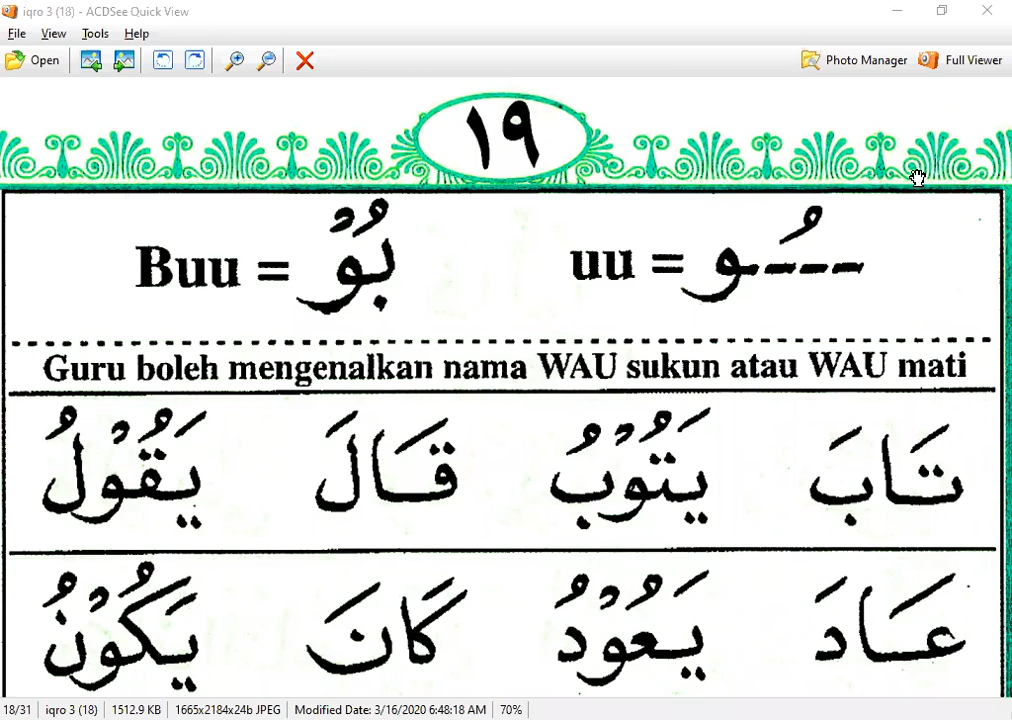 iqro 3 (18) - ACDSee Quick View
File View Tools Help
Open Photo Manager Full Viewer
١٩
ـُو = uu بُوْ = Buu
Guru boleh mengenalkan nama WAU sukun atau WAU mati
تَابَ يَتُوْبُ قَالَ يَقُوْلُ
عَادَ يَعُوْدُ كَانَ يَكُوْنُ
18/31 iqro 3 (18) 1512.9 KB 1665x2184x24b JPEG Modified Date: 3/16/2020 6:48:18 AM 70%